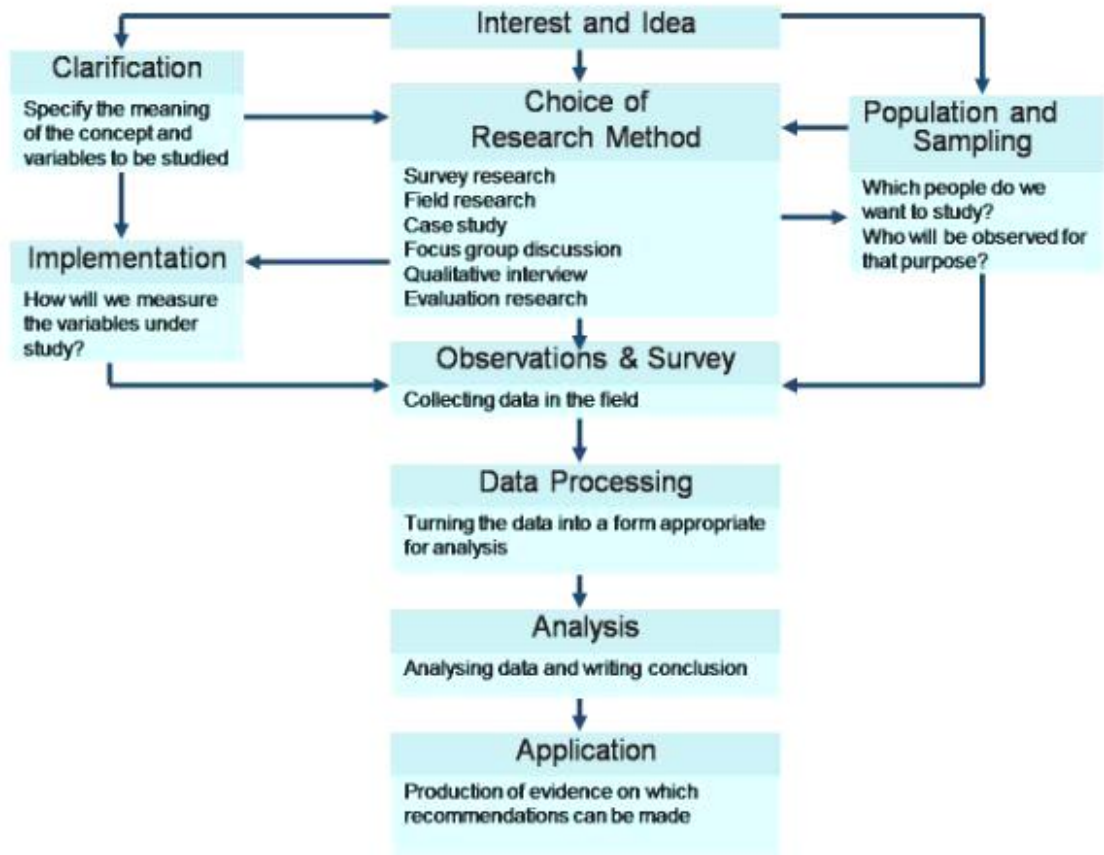 Interest and Idea
Clarification
Specify the meaning
of the concept and
variables to be studied
Choice of
Research Method
Survey research
Field research
Case study
Focus group discussion
Qualitative interview
Evaluation research
Population and
Sampling
Which people do we
want to study?
Who will be observed for
that purpose?
Implementation
How will we measure
the variables under
study?
Observations & Survey
Collecting data in the field
Data Processing
Turning the data into a form appropriate
for analysis
Analysis
Analysing data and writing conclusion
Application
Production of evidence on which
recommendations can be made